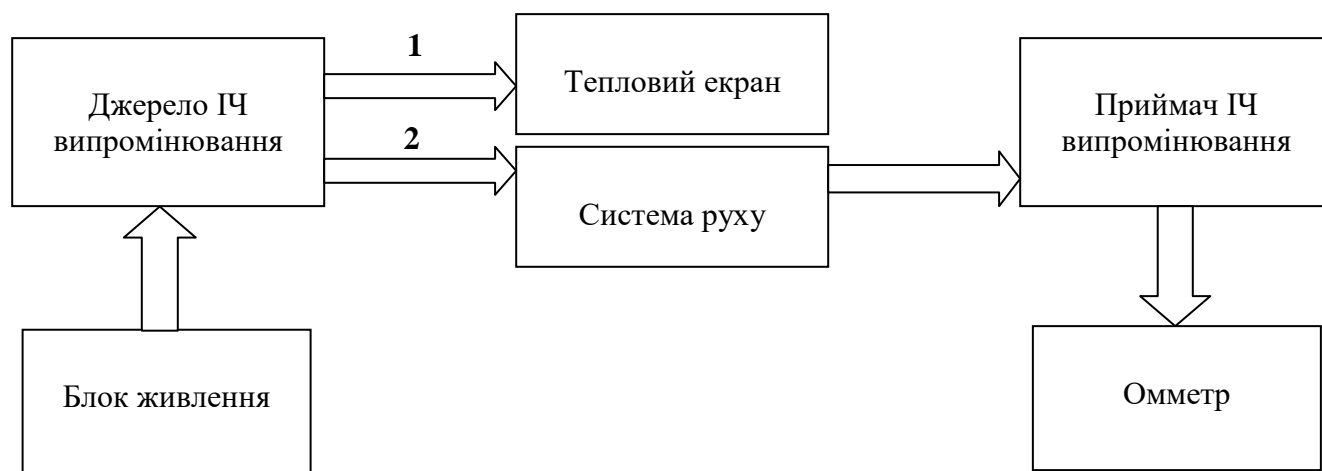 1
Тепловий екран
Джерело ІЧ
випромінювання
2
Система руху
Приймач ІЧ
випромінювання
Блок живлення
Омметр